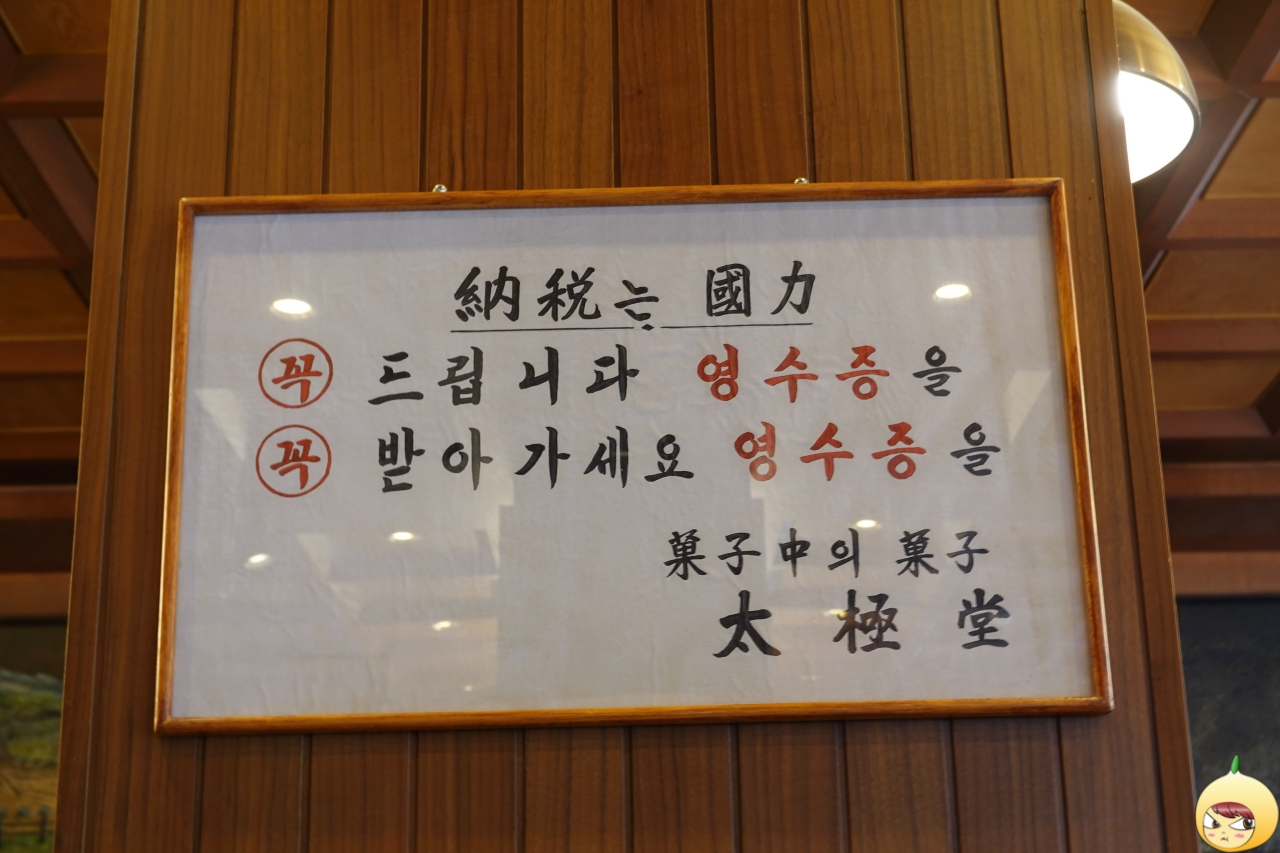 納税는 國力
꼭 드립니다 영수증을
꼭 받아가세요 영수증을
菓子中의 菓子
太極堂